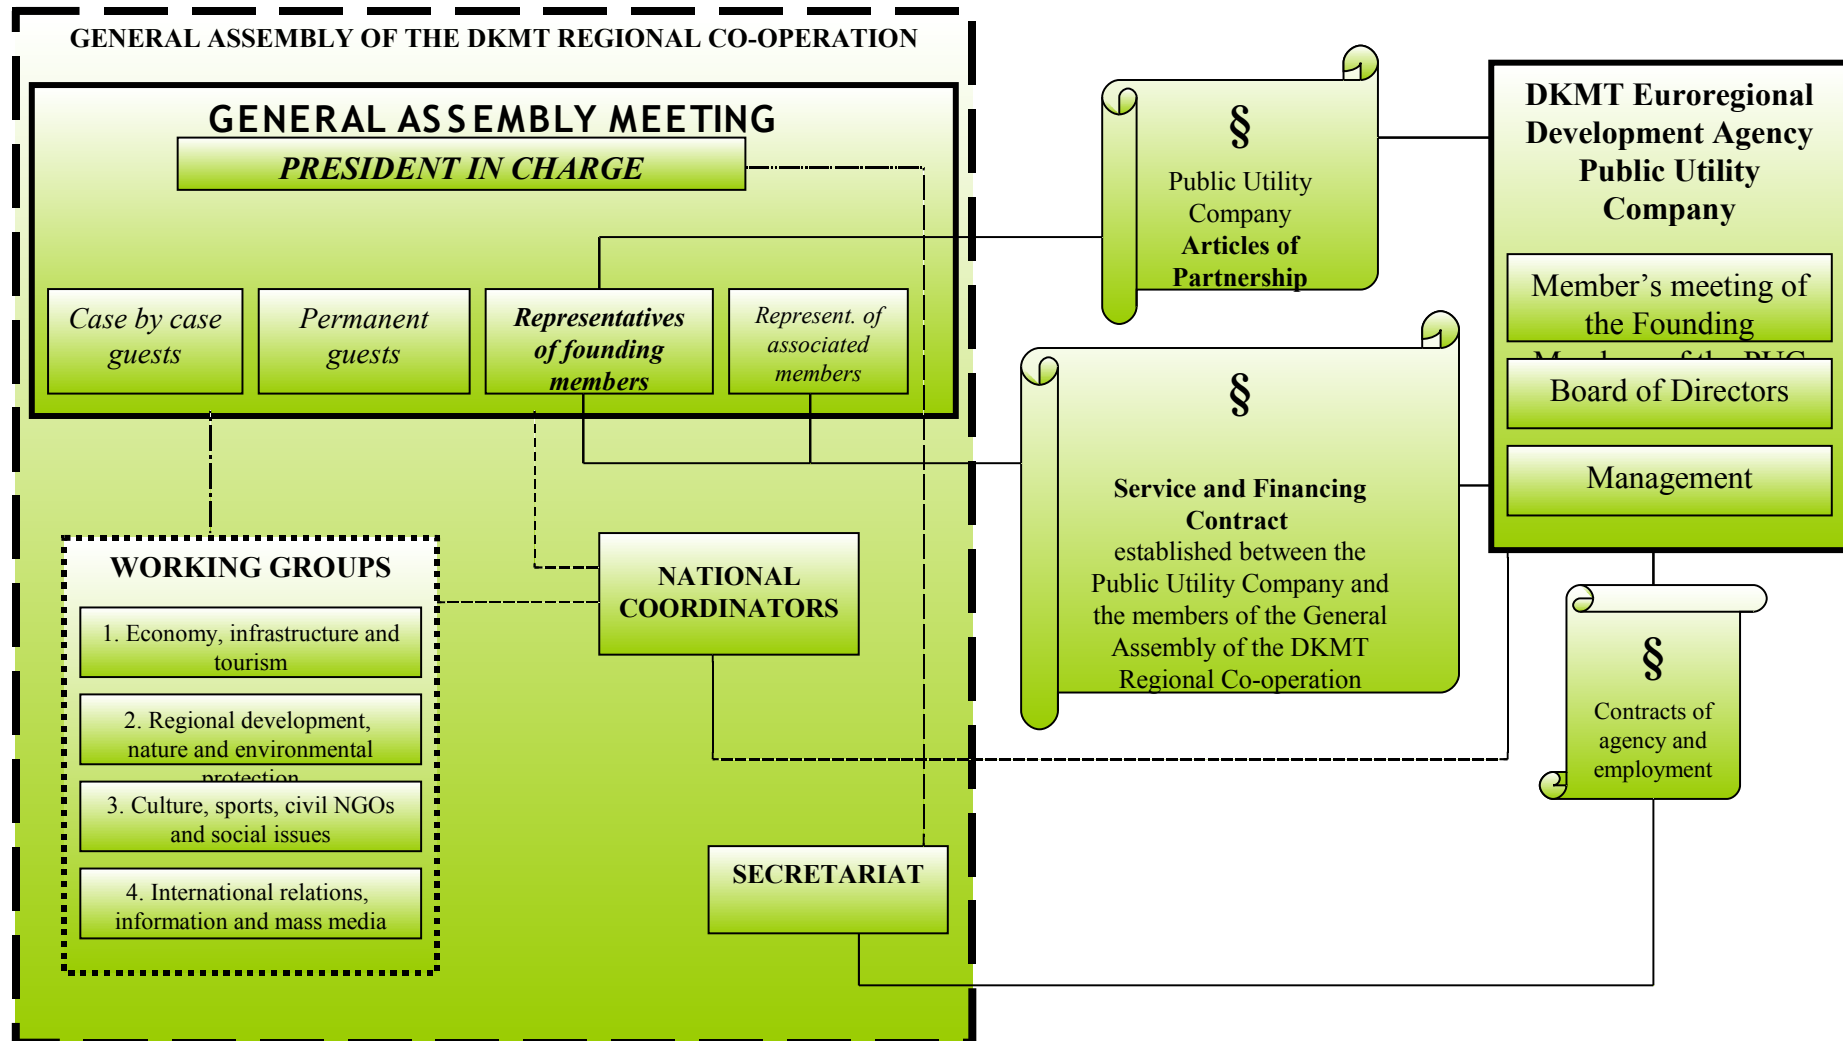 GENERAL ASSEMBLY OF THE DKMT REGIONAL CO-OPERATION
GENERAL ASSEMBLY MEETING
PRESIDENT IN CHARGE
Case by case
guests
Permanent
guests
Representatives
of founding
members
Represent. of
associated
members
WORKING GROUPS
1. Economy, infrastructure and
tourism
2. Regional development,
nature and environmental
protection
3. Culture, sports, civil NGOs
and social issues
4. International relations,
information and mass media
NATIONAL
COORDINATORS
SECRETARIAT
§
Public Utility
Company
Articles of
Partnership
§
Service and Financing
Contract
established between the
Public Utility Company and
the members of the General
Assembly of the DKMT
Regional Co-operation
DKMT Euroregional
Development Agency
Public Utility
Company
Member’s meeting of
the Founding
Members of the PUC
Board of Directors
Management
§
Contracts of
agency and
employment